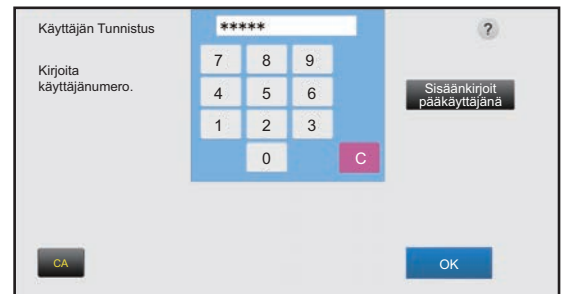 Käyttäjän Tunnistus
*****
?
Kirjoita
käyttäjänumero.
7 8 9
4 5 6
1 2 3
0 C
Sisäänkirjoit
pääkäyttäjänä
CA
OK